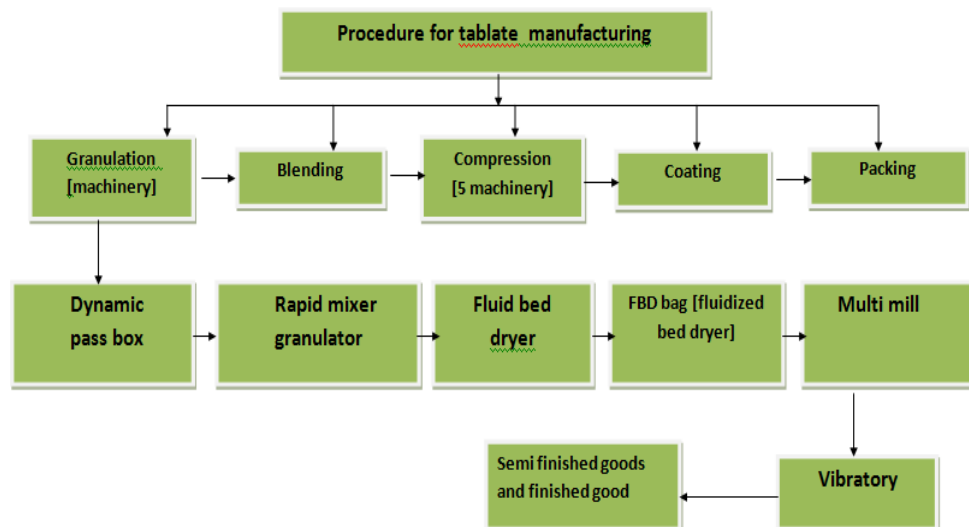 Procedure for tablate manufacturing
Granulation
[machinery]
Blending
Compression
[5 machinery]
Coating
Packing
Dynamic
pass box
Rapid mixer
granulator
Fluid bed
dryer
FBD bag [fluidized
bed dryer]
Multi mill
Semi finished goods
and finished good
Vibratory